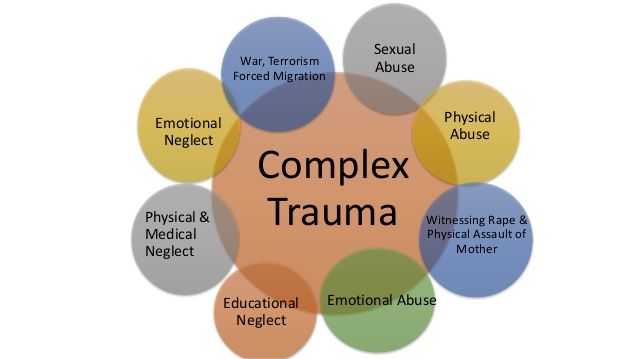 Complex
Trauma
Sexual
Abuse
Physical
Abuse
Witnessing Rape &
Physical Assault of
Mother
Emotional Abuse
Educational
Neglect
Physical &
Medical
Neglect
Emotional
Neglect
War, Terrorism
Forced Migration